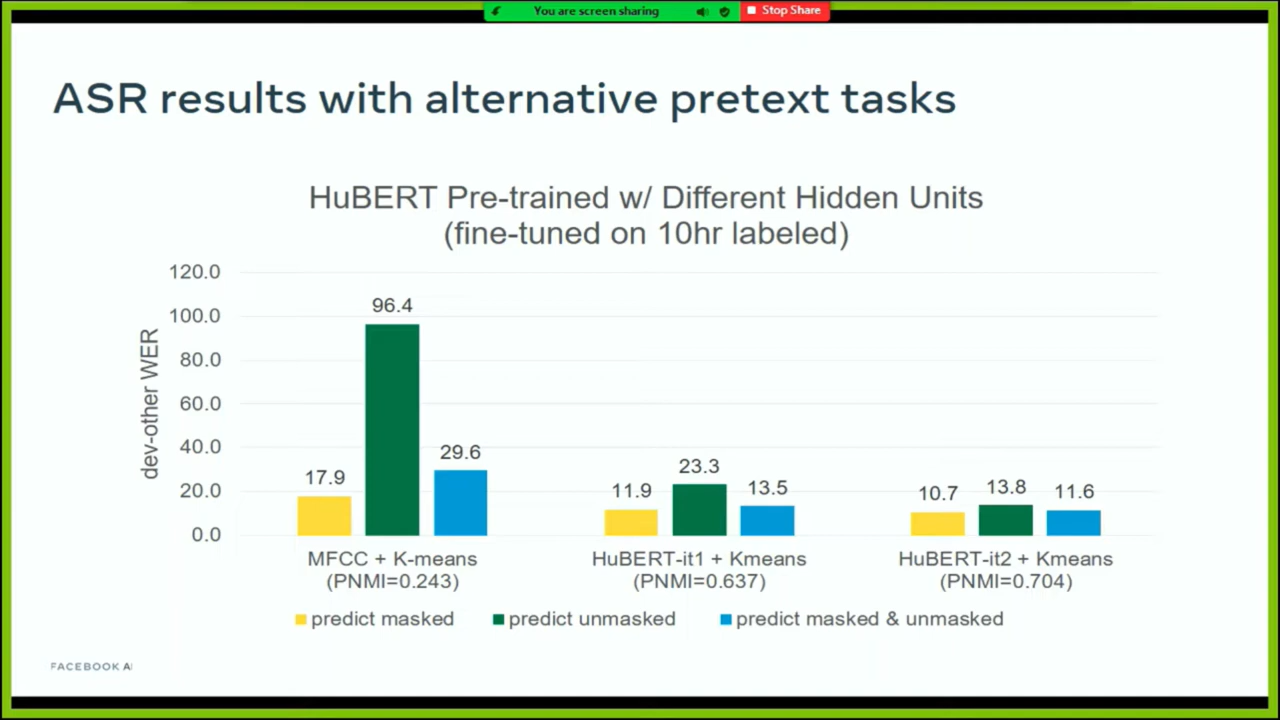 You are screen sharing
Stop Share
ASR results with alternative pretext tasks
HuBERT Pre-trained w/ Different Hidden Units
(fine-tuned on 10hr labeled)
dev-other WER
120.0
100.0
80.0
60.0
40.0
20.0
0.0
17.9
96.4
29.6
11.9
23.3
13.5
10.7
13.8
11.6
MFCC + K-means
(PNMI=0.243)
HuBERT-it1 + Kmeans
(PNMI=0.637)
HuBERT-it2 + Kmeans
(PNMI=0.704)
predict masked
predict unmasked
predict masked & unmasked
FACEBOOK AI